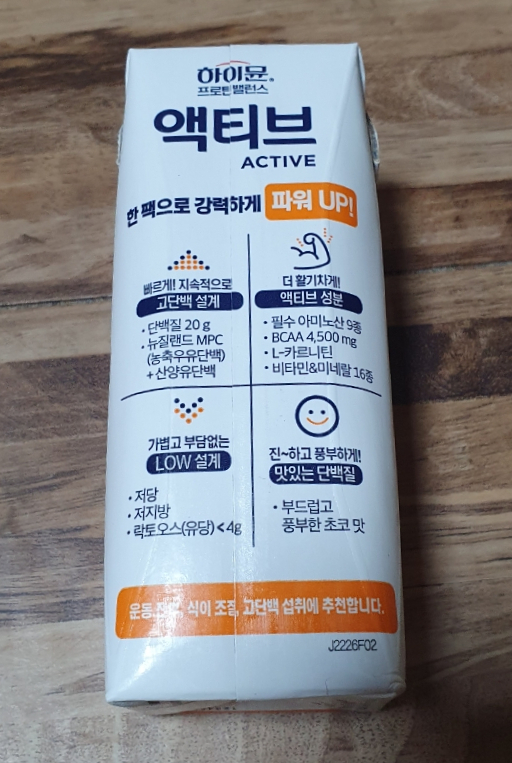 하이뮨
프로틴 밸런스
액티브
ACTIVE
한 팩으로 강력하게 파워 UP!
빠르게! 지속적으로
고단백 설계
• 단백질 20 g
• 뉴질랜드 MPC
(농축우유단백)
+ 산양유단백
더 활기차게!
액티브 성분
• 필수 아미노산 9종
• BCAA 4,500 mg
• L-카르니틴
• 비타민&미네랄 16종
가볍고 부담없는
LOW 설계
• 저당
• 저지방
• 락토오스(유당) < 4g
진~하고 풍부하게!
맛있는 단백질
• 부드럽고
풍부한 초코 맛
운동 전후, 식이 조절, 고단백 섭취에 추천합니다.
J2226F02